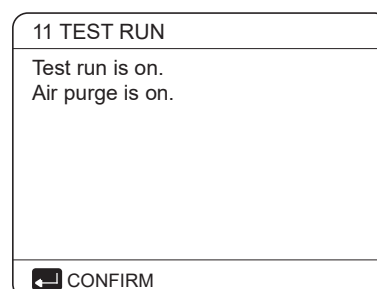 11 TEST RUN
Test run is on.
Air purge is on.
CONFIRM